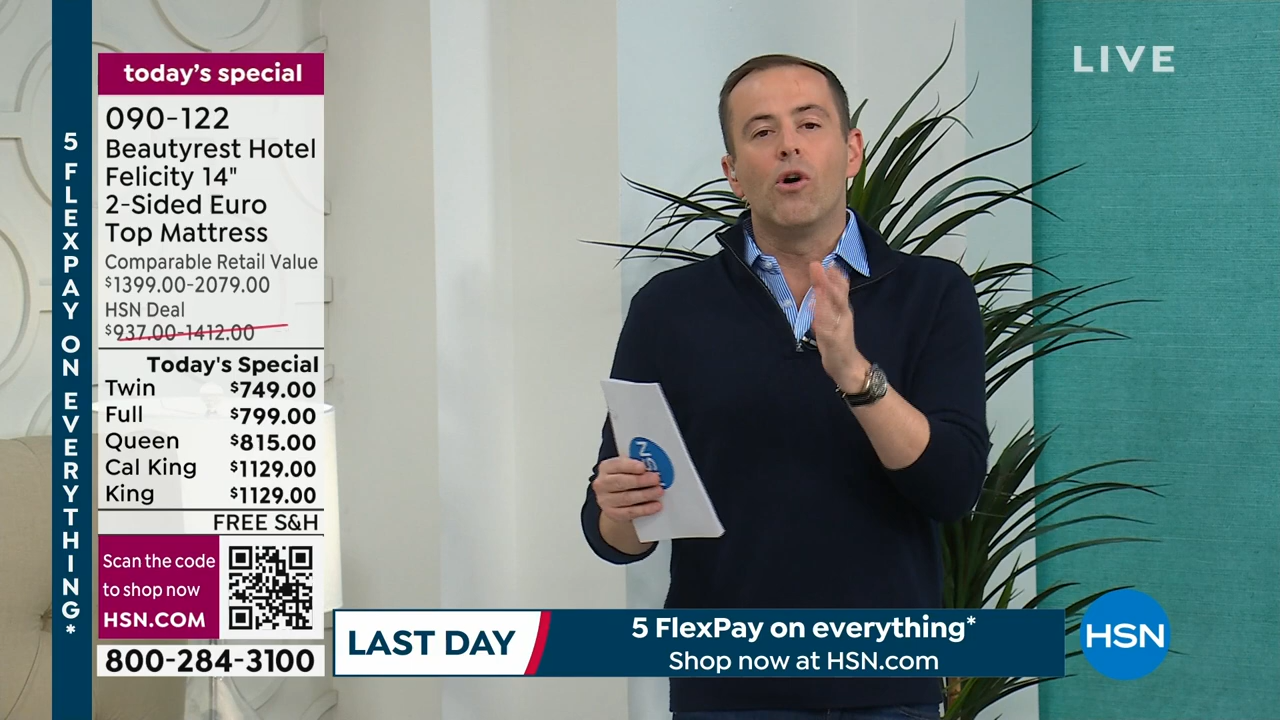 5 FLEXPAY ON EVERYTHING*
today's special
090-122
Beautyrest Hotel
Felicity 14"
2-Sided Euro
Top Mattress
Comparable Retail Value
$1399.00-2079.00
HSN Deal
$937.00-1412.00
Today's Special
Twin $749.00
Full $799.00
Queen $815.00
Cal King $1129.00
King $1129.00
FREE S&H
Scan the code
to shop now
HSN.COM
800-284-3100
LIVE
LAST DAY
5 FlexPay on everything*
Shop now at HSN.com
HSN